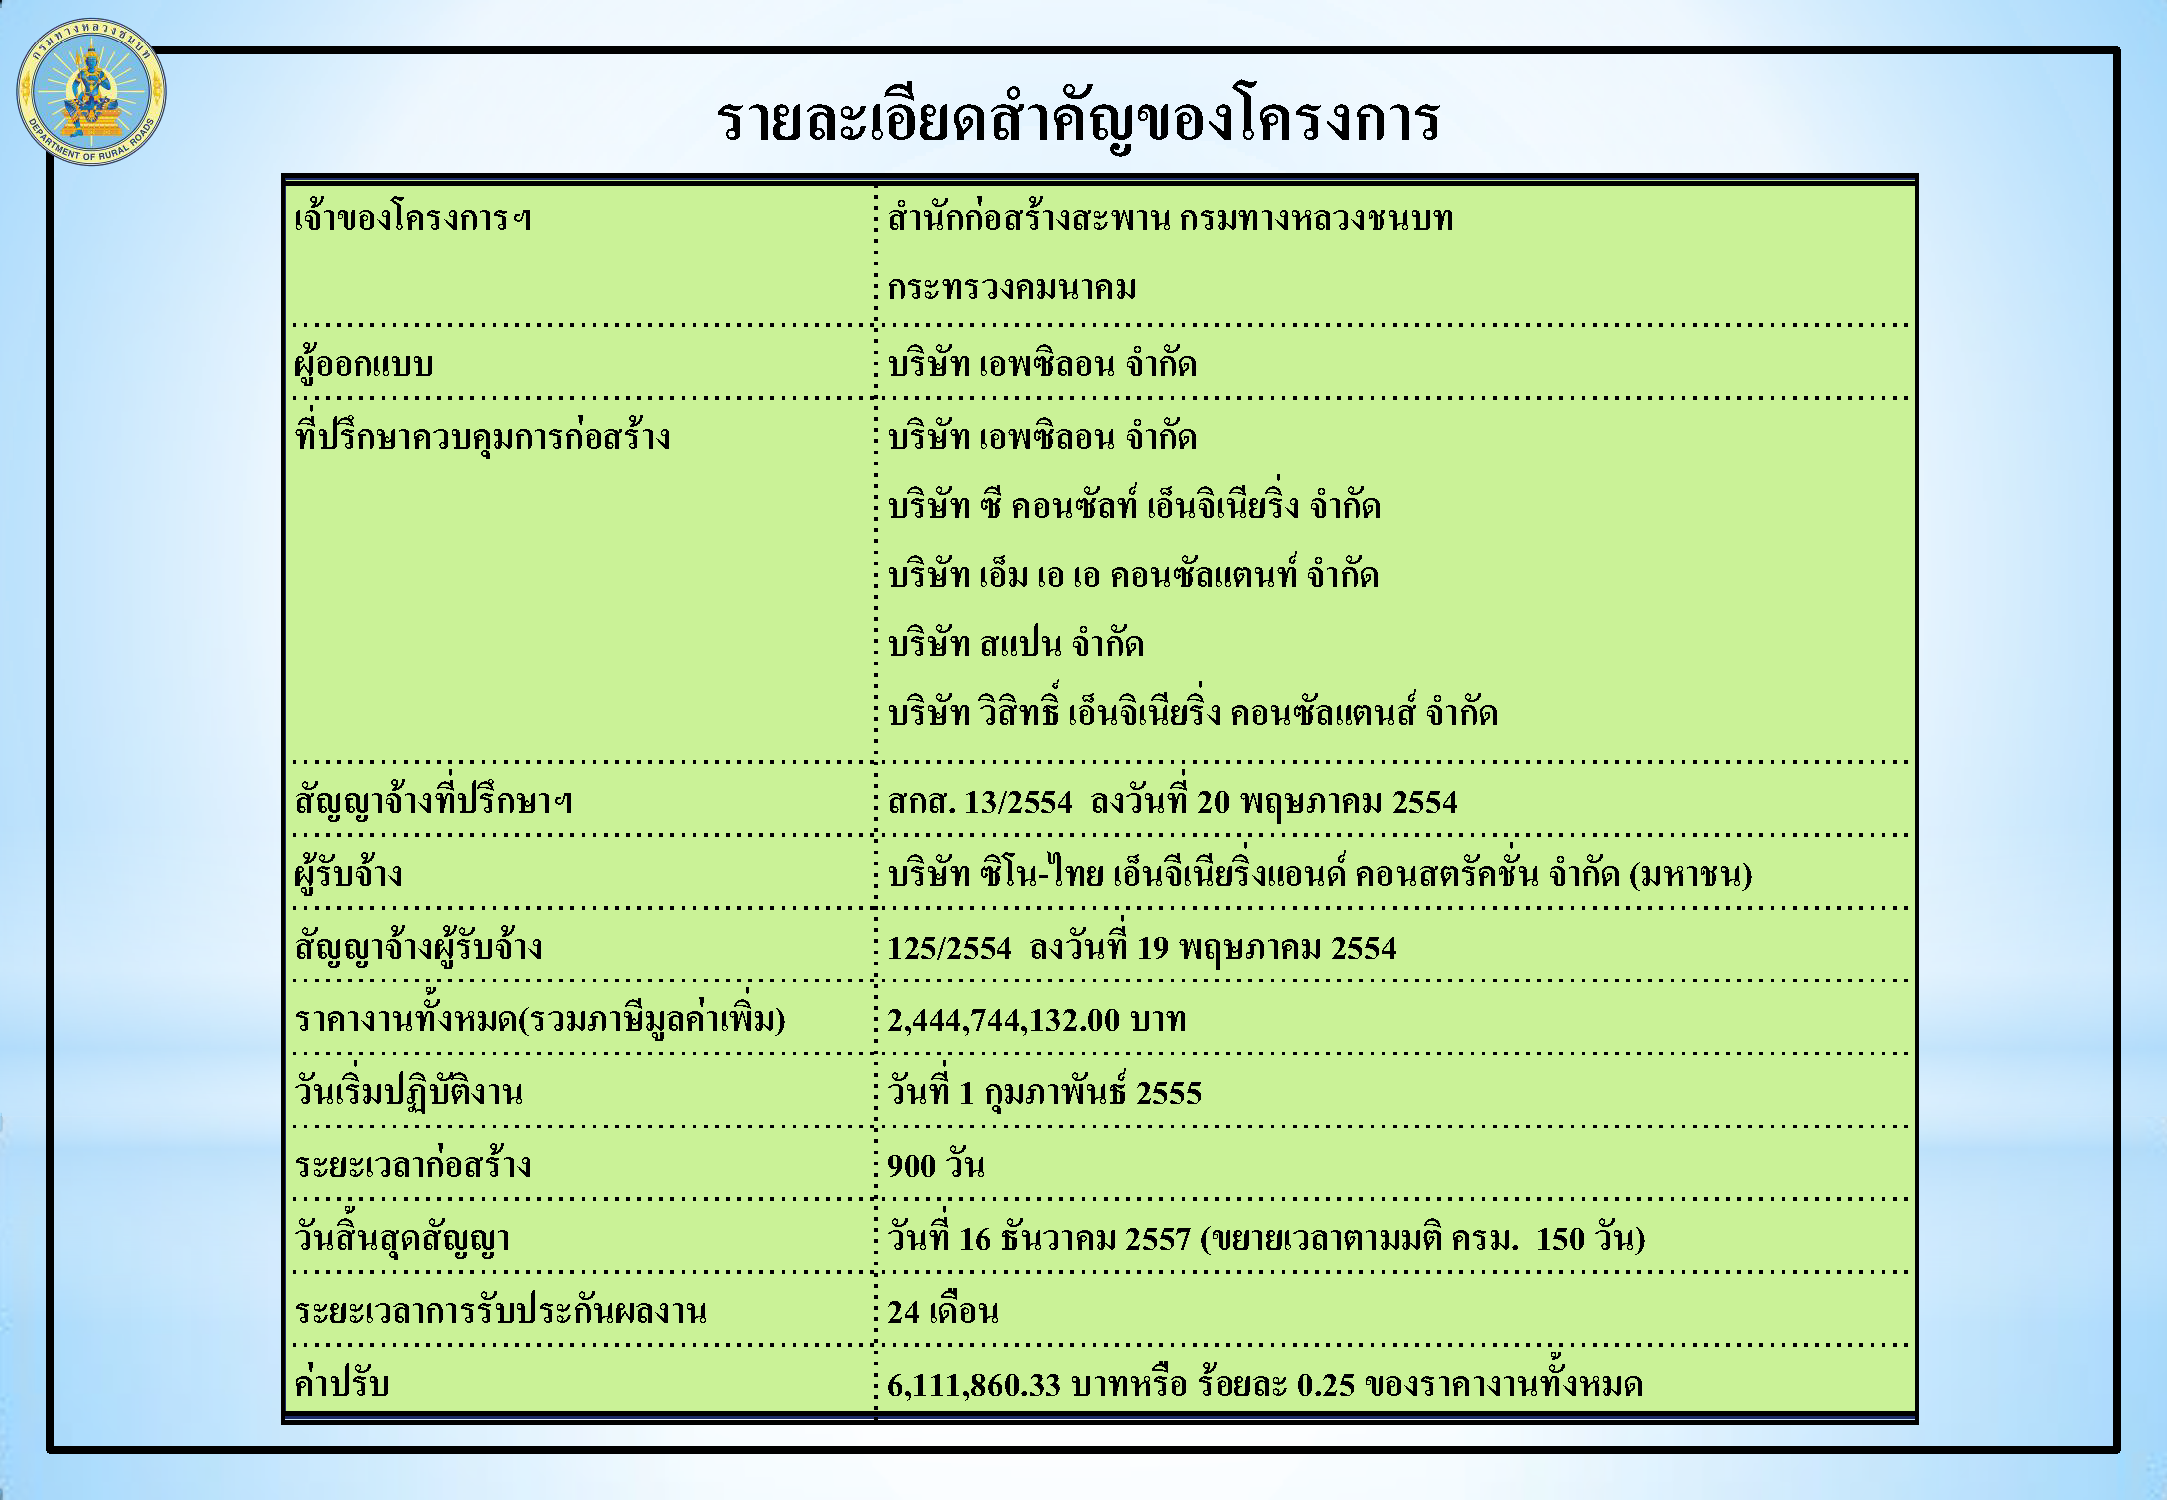 กรมทางหลวงชนบท
DEPARTMENT OF RURAL ROADS
รายละเอียดสำคัญของโครงการ
เจ้าของโครงการฯ สำนักก่อสร้างสะพาน กรมทางหลวงชนบท
กระทรวงคมนาคม
ผู้ออกแบบ บริษัท เอพซิลอน จำกัด
ที่ปรึกษาควบคุมการก่อสร้าง บริษัท เอพซิลอน จำกัด
บริษัท ซี คอนซัลท์ เอ็นจิเนียริ่ง จำกัด
บริษัท เอ็ม เอ เอ คอนซัลแตนท์ จำกัด
บริษัท สแปน จำกัด
บริษัท วิสิทธิ์ เอ็นจิเนียริ่ง คอนซัลแตนส์ จำกัด
สัญญาจ้างที่ปรึกษาฯ สกส. 13/2554 ลงวันที่ 20 พฤษภาคม 2554
ผู้รับจ้าง บริษัท ซิโน-ไทย เอ็นจีเนียริ่งแอนด์ คอนสตรัคชั่น จำกัด (มหาชน)
สัญญาจ้างผู้รับจ้าง 125/2554 ลงวันที่ 19 พฤษภาคม 2554
ราคางานทั้งหมด(รวมภาษีมูลค่าเพิ่ม) 2,444,744,132.00 บาท
วันเริ่มปฏิบัติงาน วันที่ 1 กุมภาพันธ์ 2555
ระยะเวลาก่อสร้าง 900 วัน
วันสิ้นสุดสัญญา วันที่ 16 ธันวาคม 2557 (ขยายเวลาตามมติ ครม. 150 วัน)
ระยะเวลาการรับประกันผลงาน 24 เดือน
ค่าปรับ 6,111,860.33 บาทหรือ ร้อยละ 0.25 ของราคางานทั้งหมด